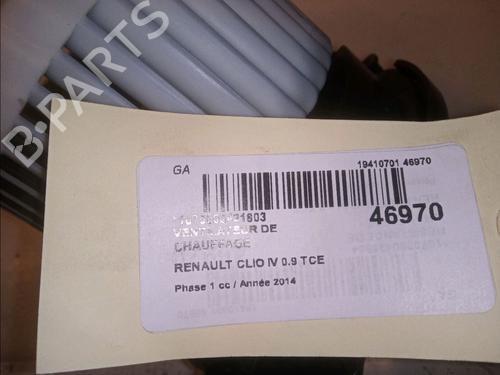 B-PARTS
GA
19410701 46970
46970
VENTILATEUR DE
CHAUFFAGE
RENAULT CLIO IV 0.9 TCE
Phase 1 cc / Année 2014